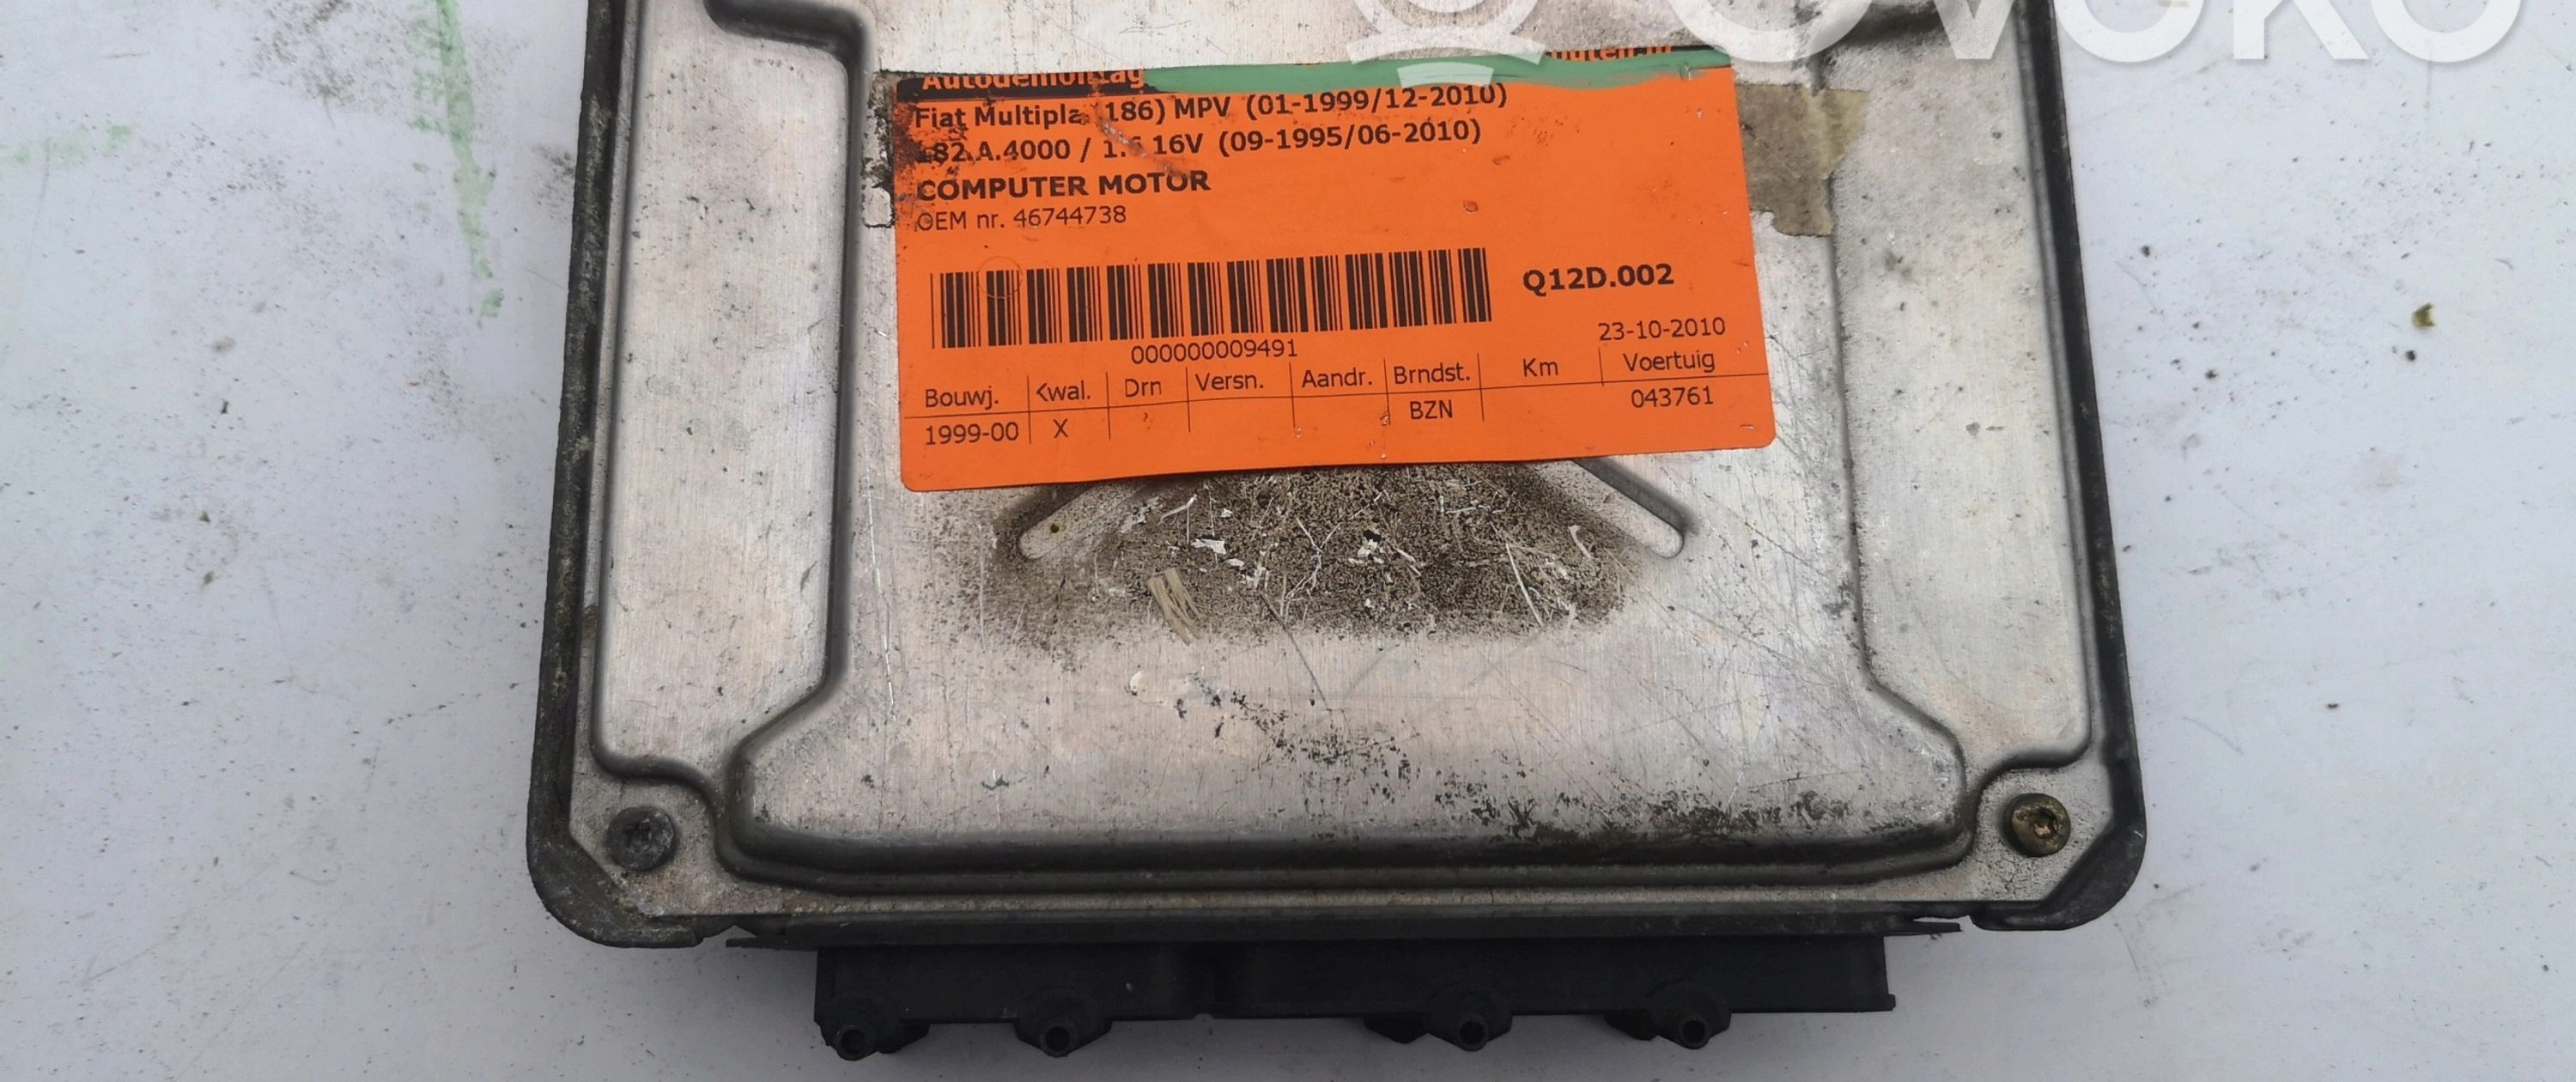 OVOKO
Autodemontag
Fiat Multipla (186) MPV (01-1999/12-2010)
182.A.4000 / 1.6 16V (09-1995/06-2010)
COMPUTER MOTOR
OEM nr. 46744738
Q12D.002
000000009491
23-10-2010
Bouwj. Kwal. Drn Versn. Aandr. Brndst. Km Voertuig
1999-00 X BZN 043761